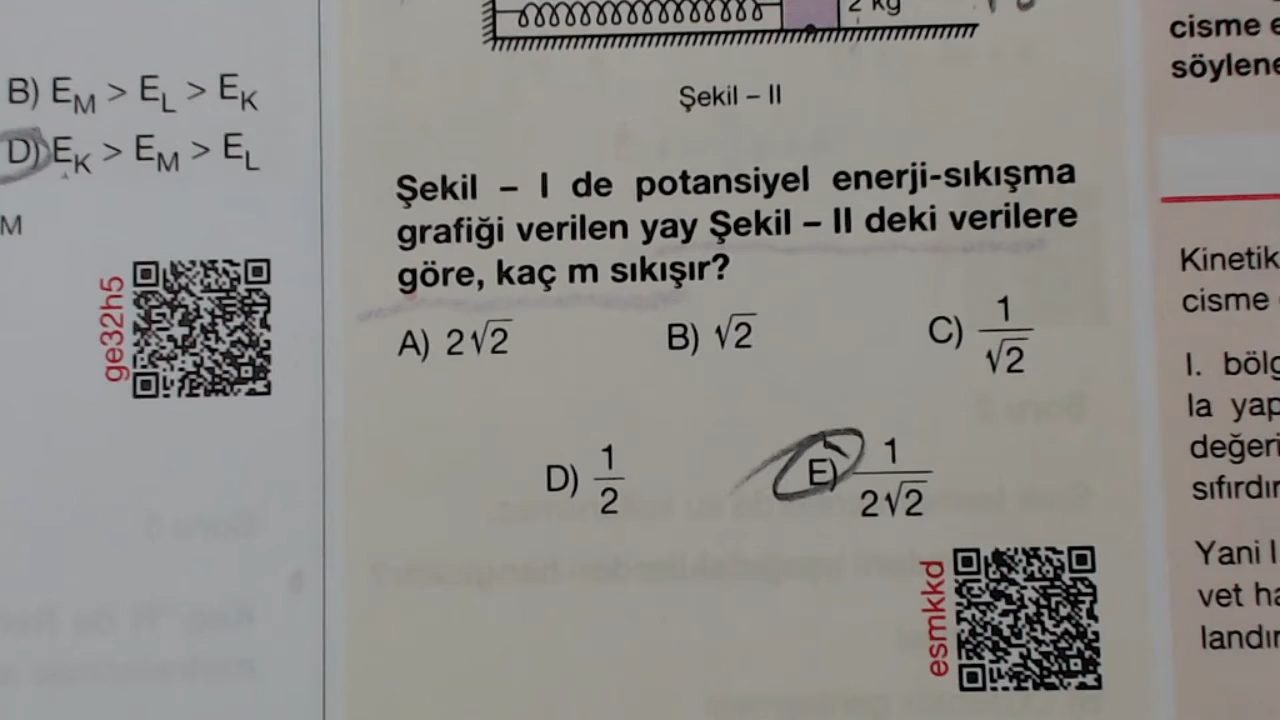 B) E_M > E_L > E_K
D) E_K > E_M > E_L
M
ge32h5
2 kg
Şekil – II
Şekil – I de potansiyel enerji-sıkışma
grafiği verilen yay Şekil – II deki verilere
göre, kaç m sıkışır?
A) 2√2
B) √2
C) 1/√2
D) 1/2
E) 1/2√2
esmkkd
cisme
söylene
Kinetik
cisme
I. bölg
la yap
değeri
sıfırdır
Yani I
vet ha
landır